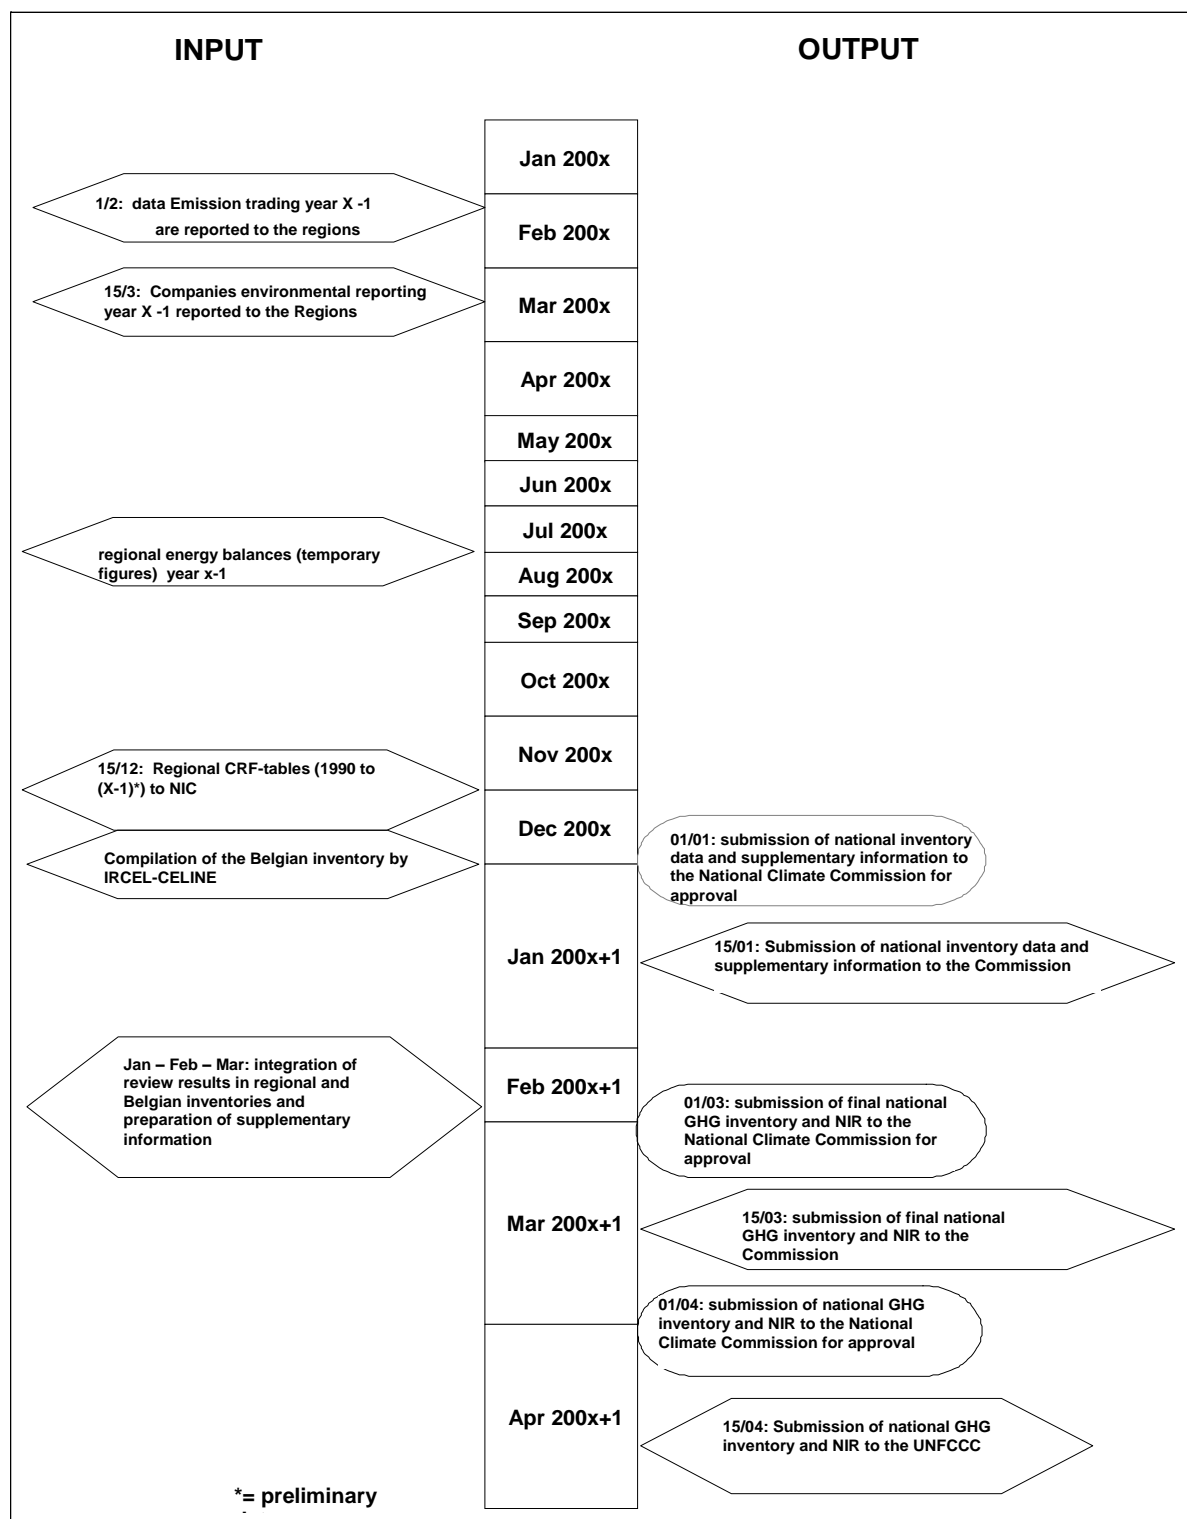 INPUT
OUTPUT
Jan 200x
1/2: data Emission trading year X -1
are reported to the regions
Feb 200x
15/3: Companies environmental reporting
year X -1 reported to the Regions
Mar 200x
Apr 200x
May 200x
Jun 200x
Jul 200x
regional energy balances (temporary
figures) year x-1
Aug 200x
Sep 200x
Oct 200x
Nov 200x
15/12: Regional CRF-tables (1990 to
(X-1)*) to NIC
Dec 200x
Compilation of the Belgian inventory by
IRCEL-CELINE
01/01: submission of national inventory
data and supplementary information to
the National Climate Commission for
approval
Jan 200x+1
15/01: Submission of national inventory data and
supplementary information to the Commission
Jan – Feb – Mar: integration of
review results in regional and
Belgian inventories and
preparation of supplementary
information
Feb 200x+1
01/03: submission of final national
GHG inventory and NIR to the
National Climate Commission for
approval
Mar 200x+1
15/03: submission of final national
GHG inventory and NIR to the
Commission
01/04: submission of national GHG
inventory and NIR to the National
Climate Commission for approval
Apr 200x+1
15/04: Submission of national GHG
inventory and NIR to the UNFCCC
*= preliminary